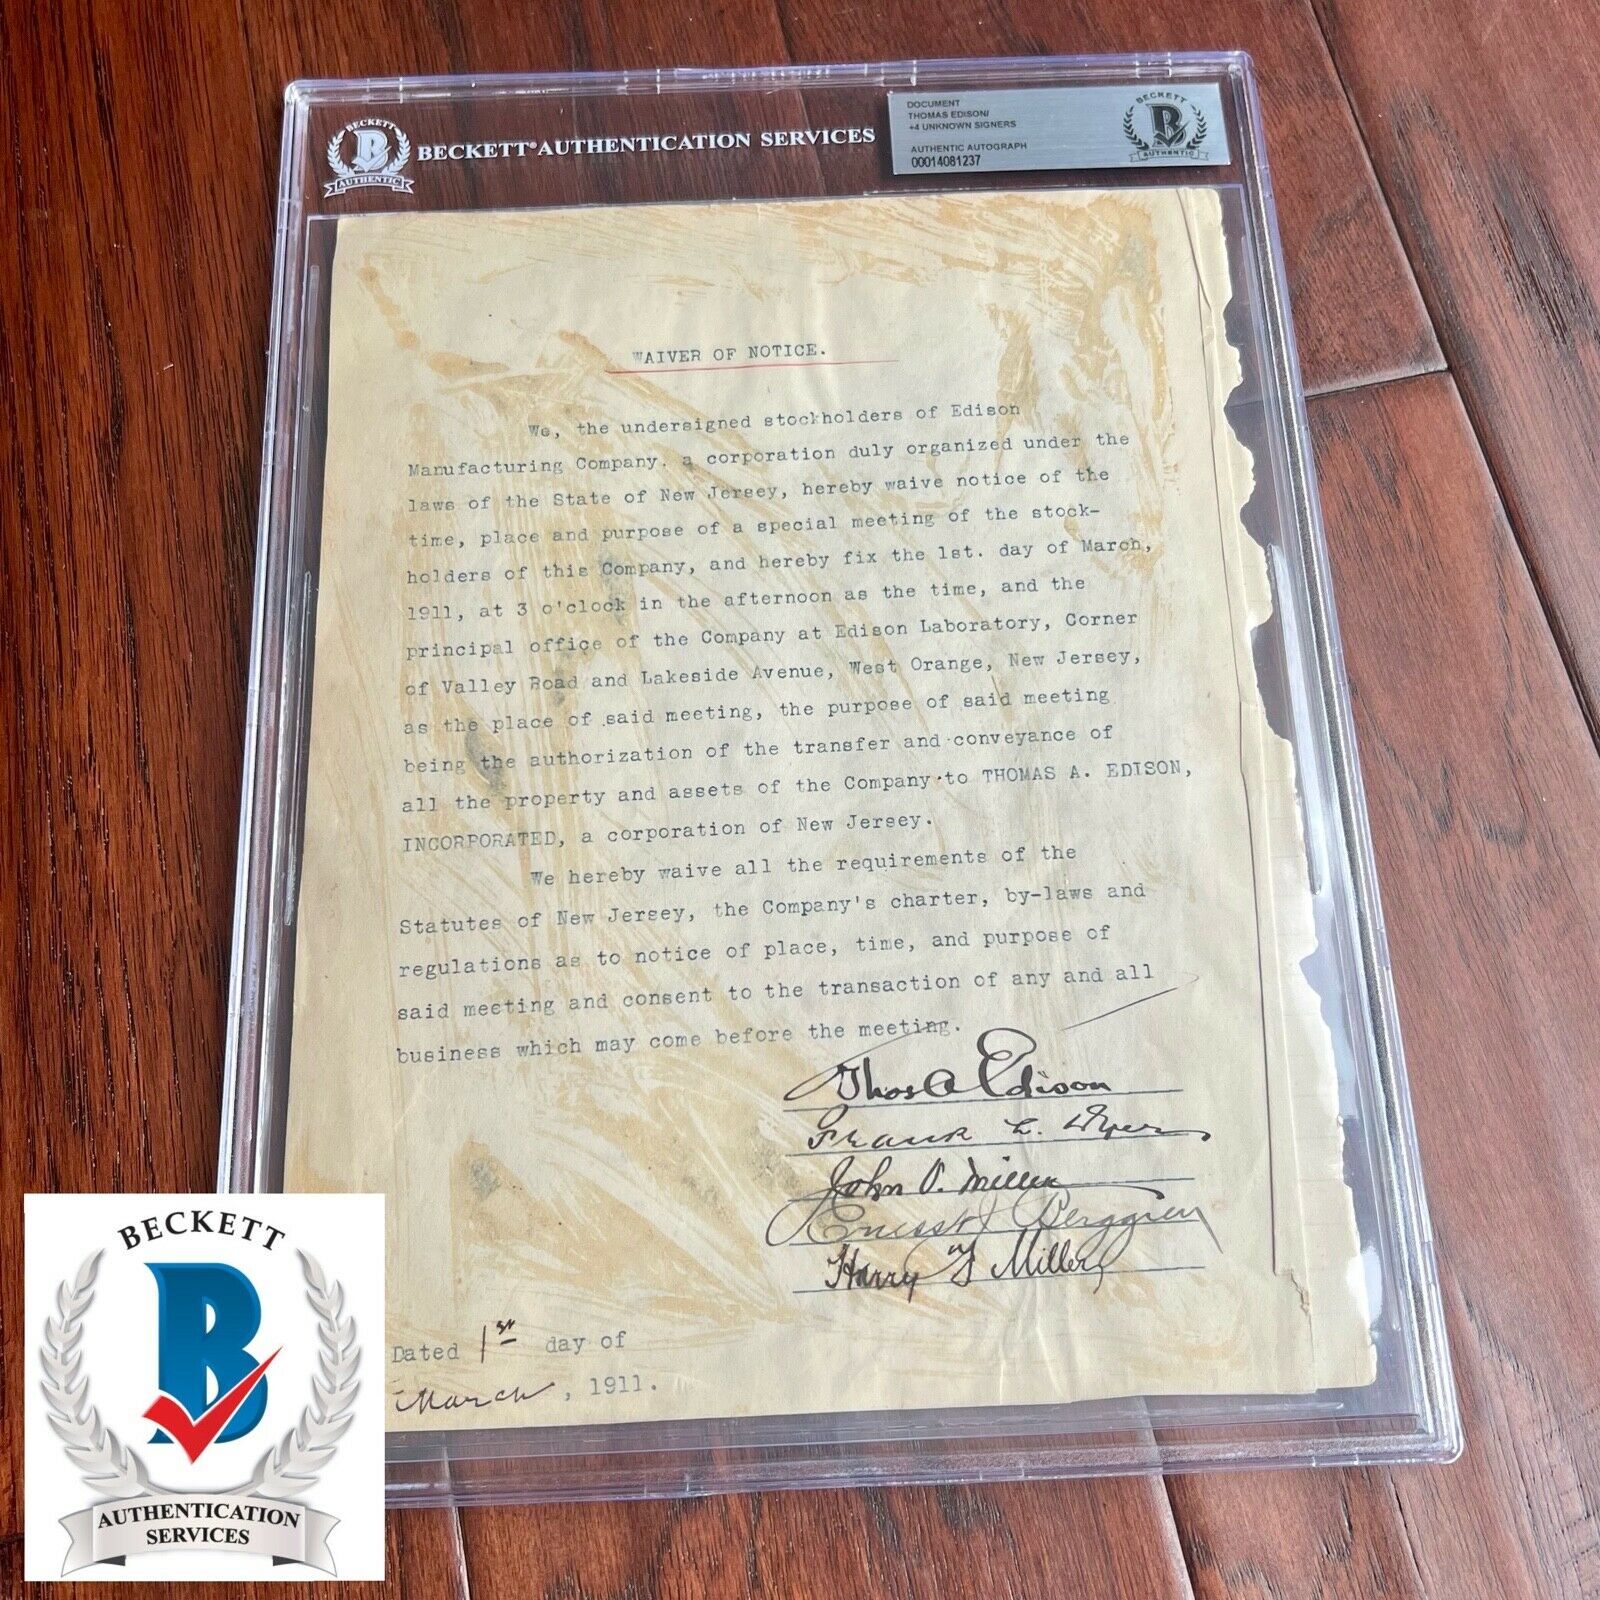 BECKETT
B
AUTHENTIC
BECKETT® AUTHENTICATION SERVICES
DOCUMENT
THOMAS EDISON/
+4 UNKNOWN SIGNERS
AUTHENTIC AUTOGRAPH
00014081237
BECKETT
B
AUTHENTIC
WAIVER OF NOTICE.
We, the undersigned stockholders of Edison
Manufacturing Company, a corporation duly organized under the
laws of the State of New Jersey, hereby waive notice of the
time, place and purpose of a special meeting of the stock-
holders of this Company, and hereby fix the 1st. day of March,
1911, at 3 o'clock in the afternoon as the time, and the
principal office of the Company at Edison Laboratory, Corner
of Valley Road and Lakeside Avenue, West Orange, New Jersey,
as the place of said meeting, the purpose of said meeting
being the authorization of the transfer and conveyance of
all the property and assets of the Company to THOMAS A. EDISON,
INCORPORATED, a corporation of New Jersey.
We hereby waive all the requirements of the
Statutes of New Jersey, the Company's charter, by-laws and
regulations as to notice of place, time, and purpose of
said meeting and consent to the transaction of any and all
business which may come before the meeting.
Thos A Edison
Frank L. Dyer
John V. Miller
Ernest J Berggren
Harry F Miller
Dated 1st day of
March, 1911.
BECKETT
B
AUTHENTICATION
SERVICES